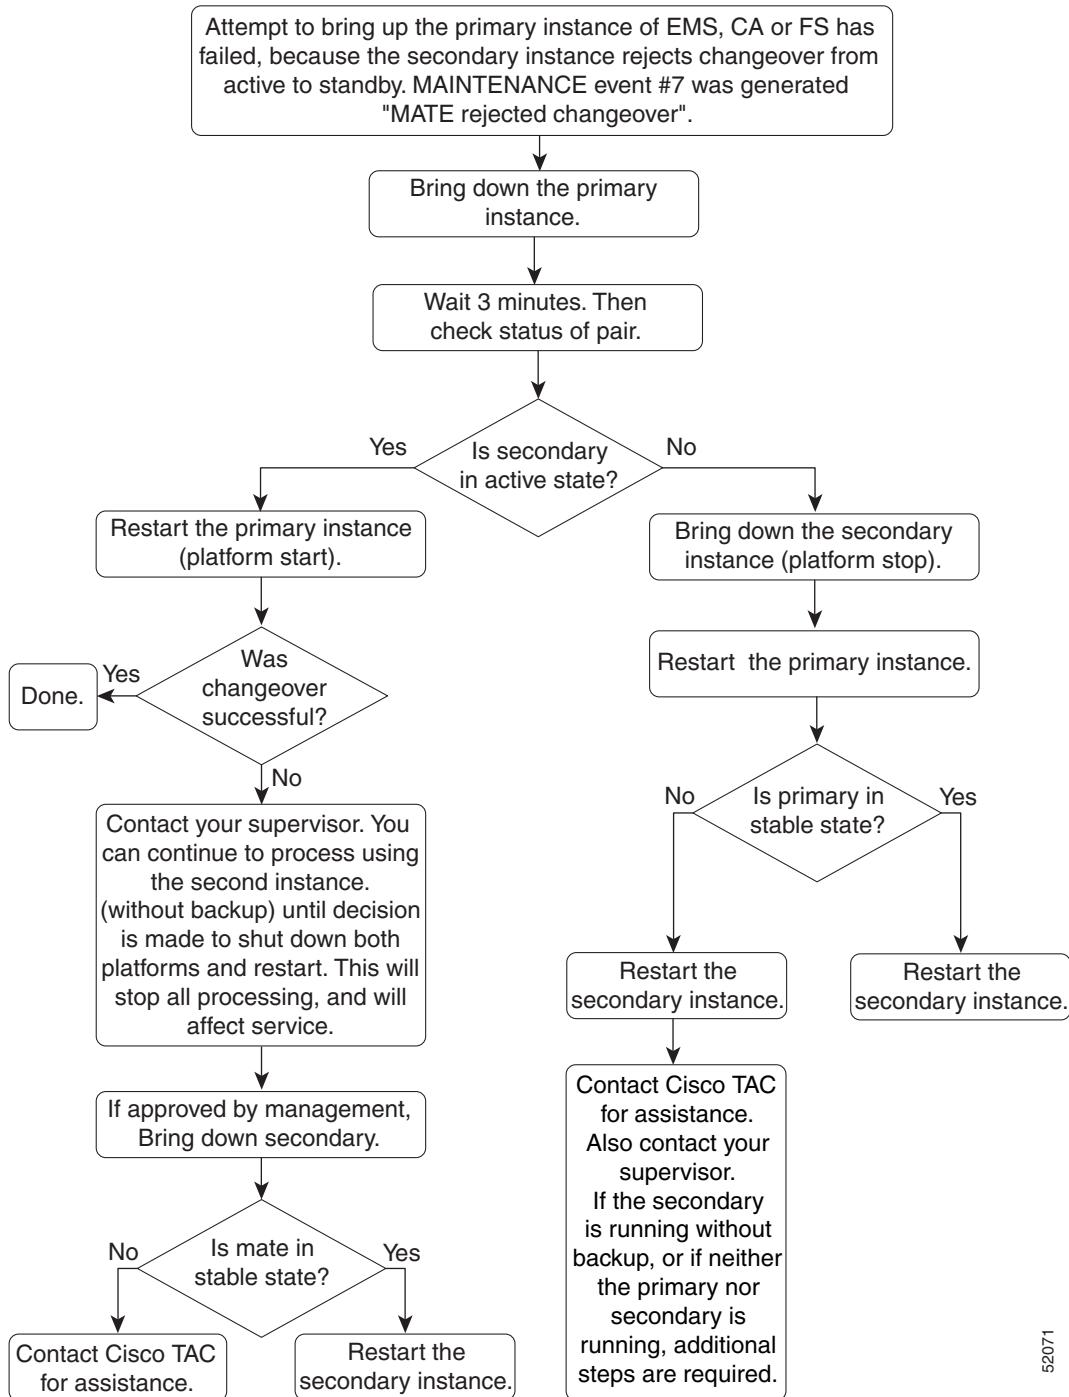 Attempt to bring up the primary instance of EMS, CA or FS has
failed, because the secondary instance rejects changeover from
active to standby. MAINTENANCE event #7 was generated
"MATE rejected changeover".
Bring down the primary
instance.
Wait 3 minutes. Then
check status of pair.
Is secondary
in active state?
Yes
No
Restart the primary instance
(platform start).
Was
changeover
successful?
Yes
Done.
No
Contact your supervisor. You
can continue to process using
the second instance.
(without backup) until decision
is made to shut down both
platforms and restart. This will
stop all processing, and will
affect service.
If approved by management,
Bring down secondary.
Is mate in
stable state?
No
Yes
Contact Cisco TAC
for assistance.
Restart the
secondary instance.
Bring down the secondary
instance (platform stop).
Restart the primary instance.
Is primary in
stable state?
No
Yes
Restart the
secondary instance.
Restart the
secondary instance.
Contact Cisco TAC
for assistance.
Also contact your
supervisor.
If the secondary
is running without
backup, or if neither
the primary nor
secondary is
running, additional
steps are required.
52071